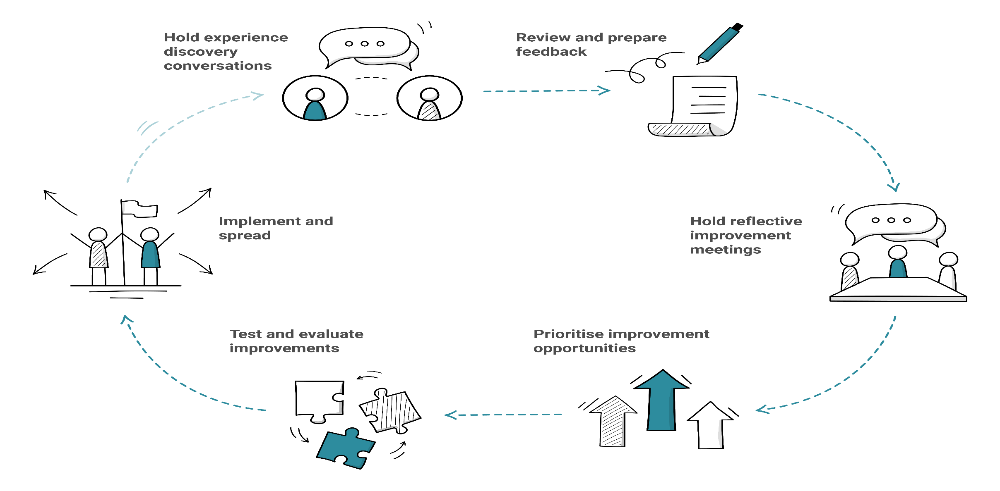 Hold experience
discovery
conversations
Review and prepare
feedback
Hold reflective
improvement
meetings
Prioritise improvement
opportunities
Test and evaluate
improvements
Implement and
spread